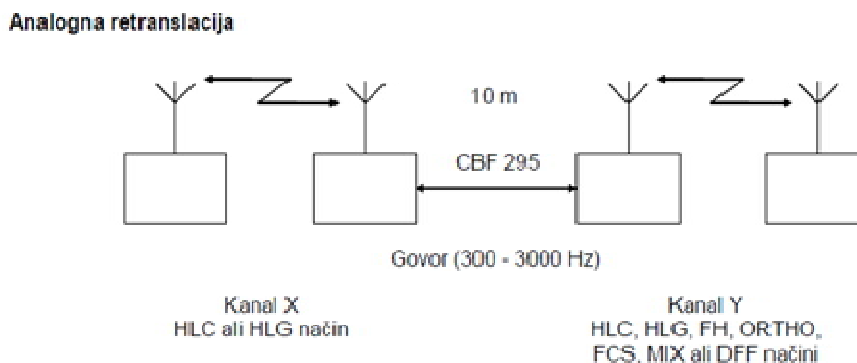 Analogna retranslacija
10 m
CBF 295
Govor (300 - 3000 Hz)
Kanal X
HLC ali HLG način
Kanal Y
HLC, HLG, FH, ORTHO,
FCS, MIX ali DFF načini